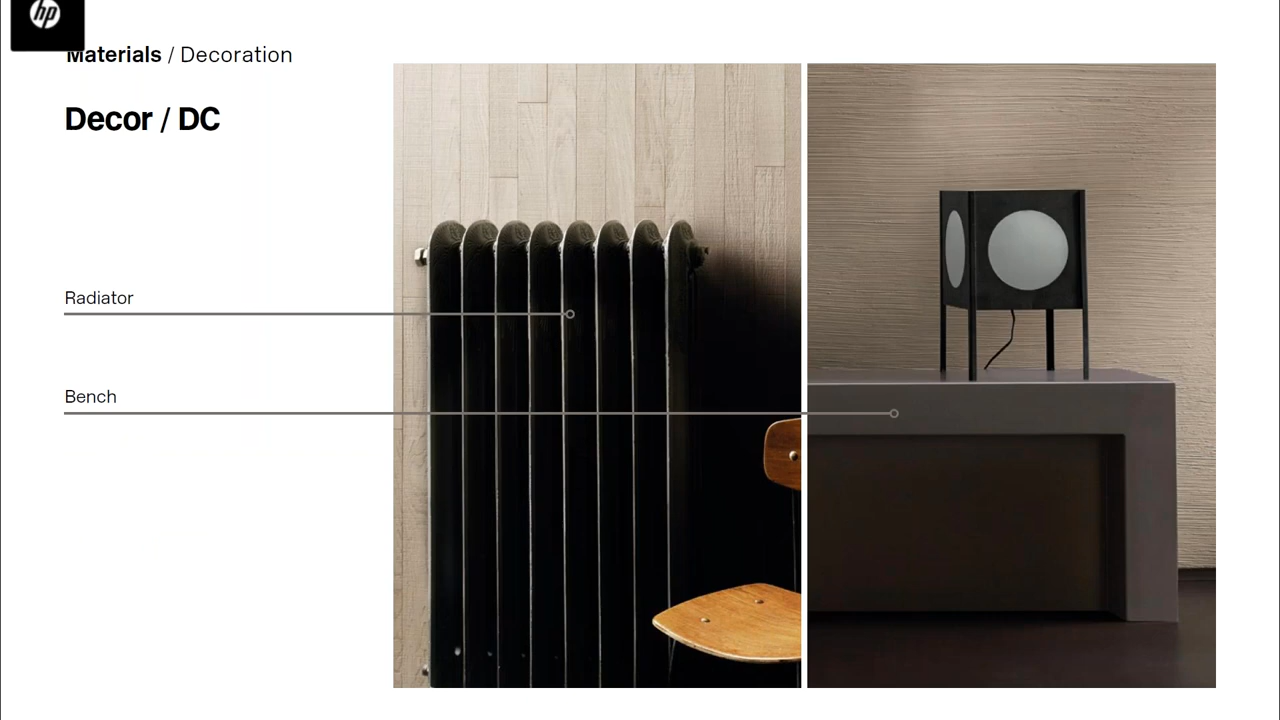 hp
Materials / Decoration
Decor / DC
Radiator
Bench